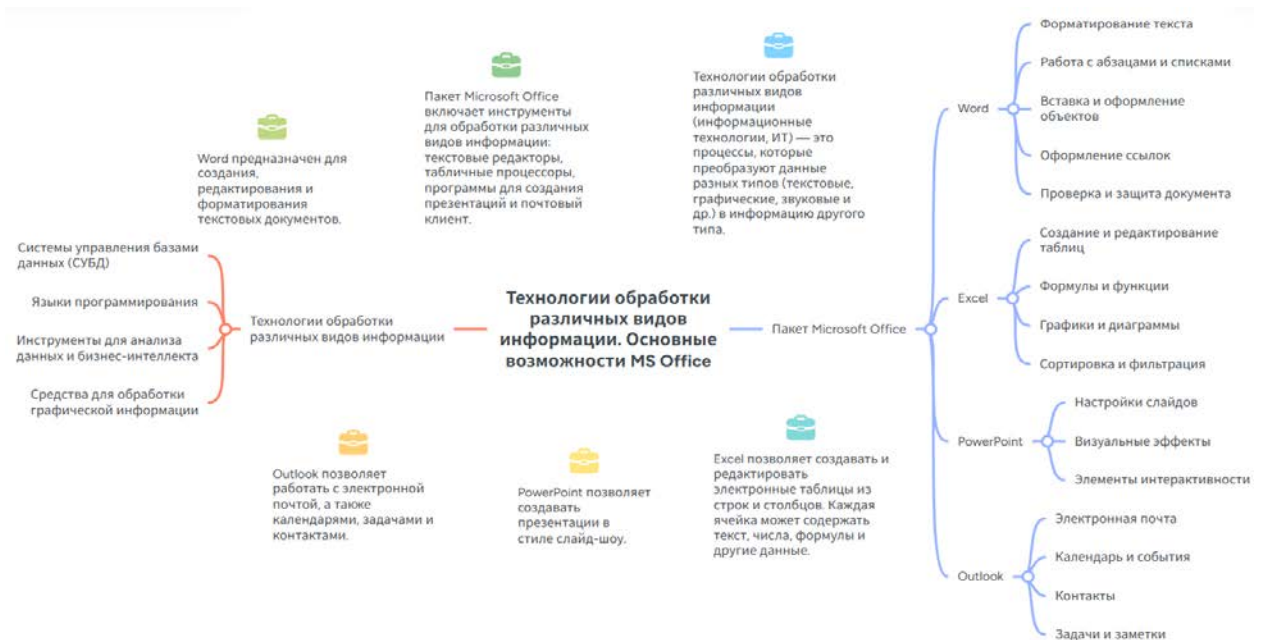 Word предназначен для
создания,
редактирования и
форматирования
текстовых документов.
Пакет Microsoft Office
включает инструменты
для обработки различных
видов информации:
текстовые редакторы,
табличные процессоры,
программы для создания
презентаций и почтовый
клиент.
Технологии обработки
различных видов
информации
(информационные
технологии, ИТ) — это
процессы, которые
преобразуют данные
разных типов (текстовые,
графические, звуковые и
др.) в информацию другого
типа.
Системы управления базами
данных (СУБД)
Языки программирования
Инструменты для анализа
данных и бизнес-интеллекта
Средства для обработки
графической информации
Технологии обработки
различных видов информации
Технологии обработки
различных видов
информации. Основные
возможности MS Office
Пакет Microsoft Office
Word
Форматирование текста
Работа с абзацами и списками
Вставка и оформление
объектов
Оформление ссылок
Проверка и защита документа
Excel
Создание и редактирование
таблиц
Формулы и функции
Графики и диаграммы
Сортировка и фильтрация
PowerPoint
Настройки слайдов
Визуальные эффекты
Элементы интерактивности
Outlook
Электронная почта
Календарь и события
Контакты
Задачи и заметки
Outlook позволяет
работать с электронной
почтой, а также
календарями, задачами и
контактами.
PowerPoint позволяет
создавать
презентации в
стиле слайд-шоу.
Excel позволяет создавать и
редактировать
электронные таблицы из
строк и столбцов. Каждая
ячейка может содержать
текст, числа, формулы и
другие данные.